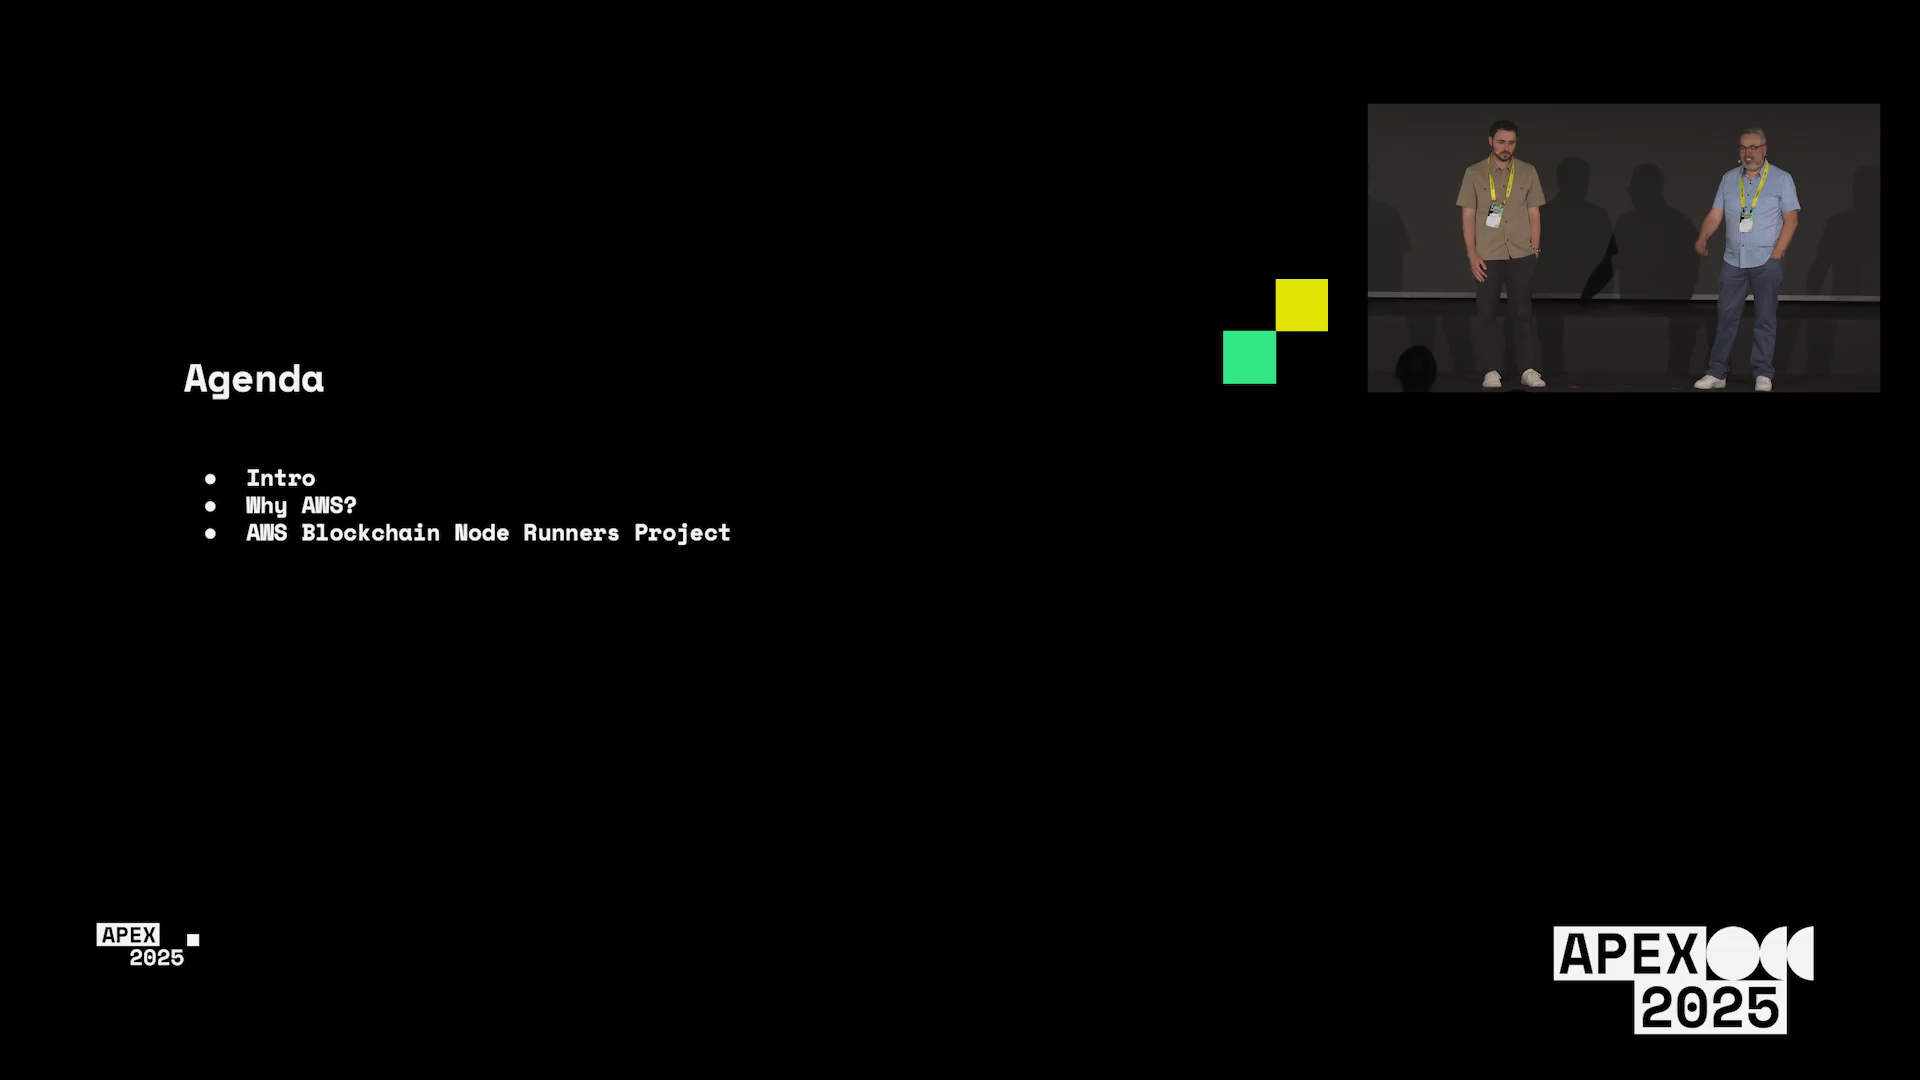 Agenda
● Intro
● Why AWS?
● AWS Blockchain Node Runners Project
APEX
2025
APEX
2025